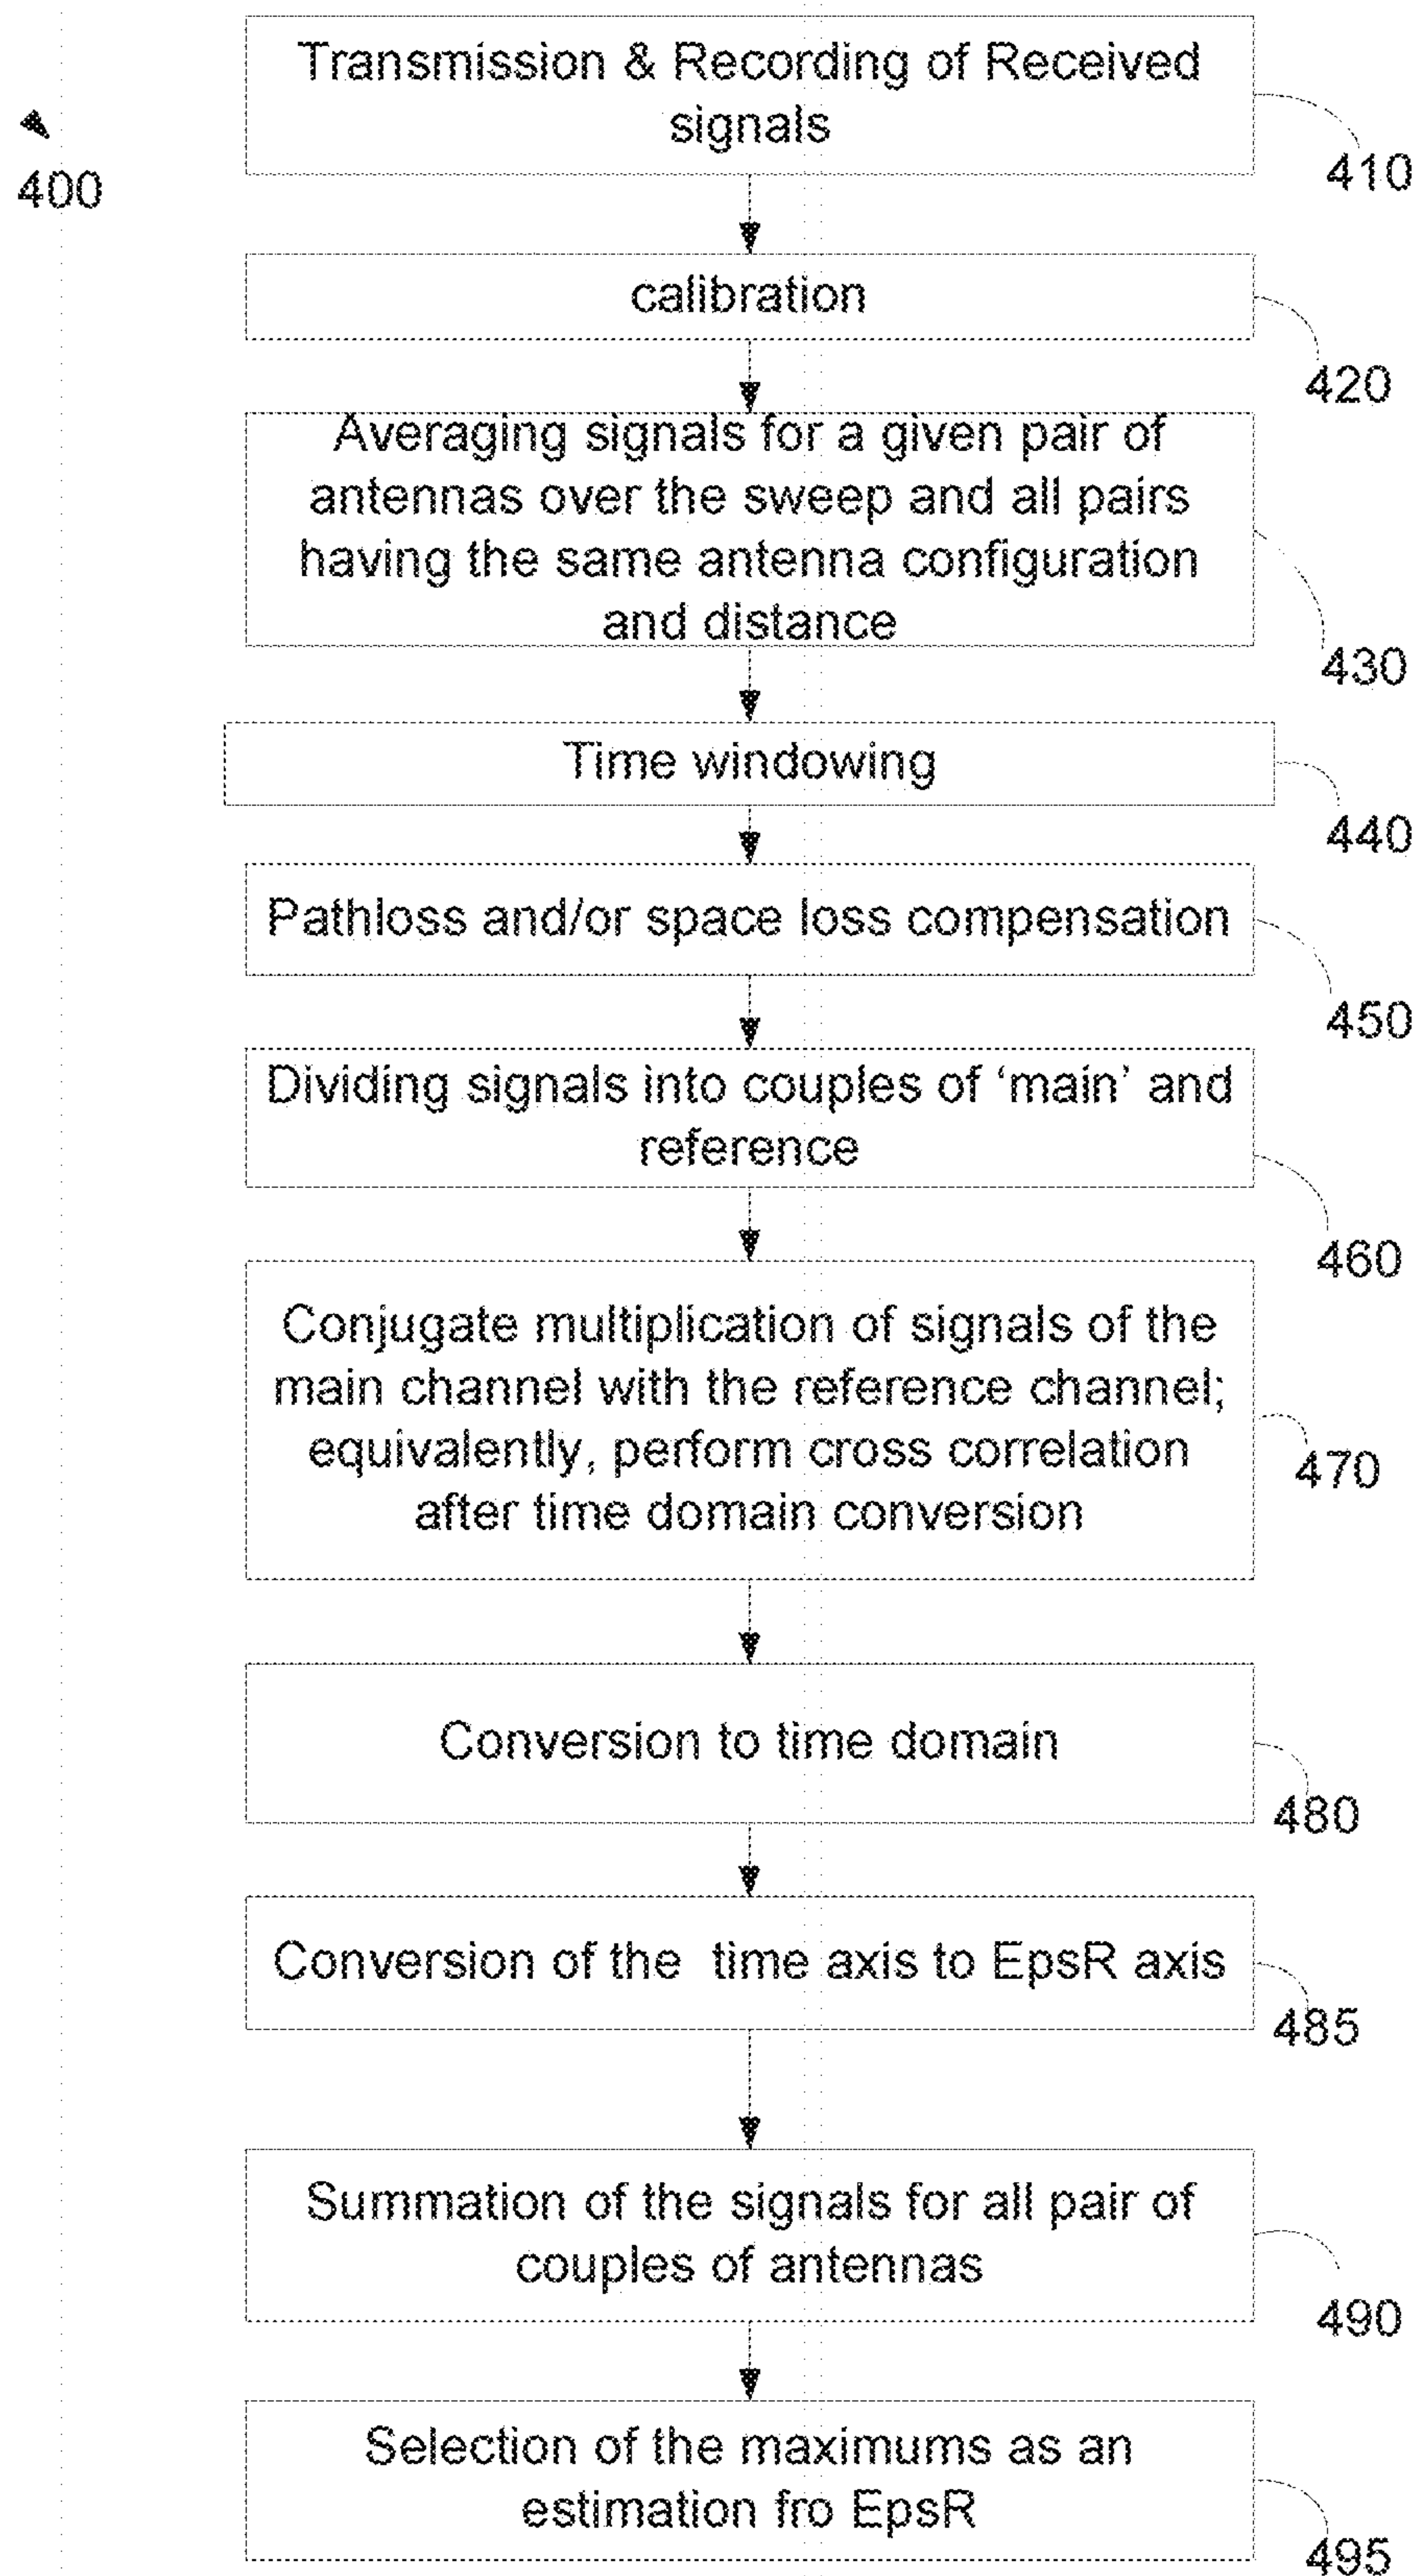 Transmission & Recording of Received
signals
410
400
calibration
420
Averaging signals for a given pair of
antennas over the sweep and all pairs
having the same antenna configuration
and distance
430
Time windowing
440
Pathloss and/or space loss compensation
450
Dividing signals into couples of ‘main’ and
reference
460
Conjugate multiplication of signals of the
main channel with the reference channel;
equivalently, perform cross correlation
after time domain conversion
470
Conversion to time domain
480
Conversion of the time axis to EpsR axis
485
Summation of the signals for all pair of
couples of antennas
490
Selection of the maximums as an
estimation fro EpsR
495